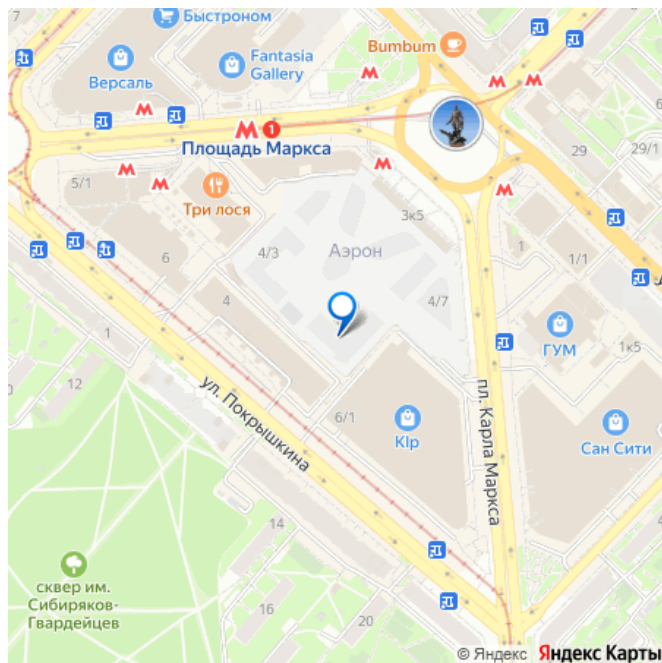 Быстроном
Bumbum
Fantasia
Gallery
Версаль
М
М
М
М
М
1
Площадь Маркса
29
29/1
М
М
М
М
5/1
Три лося
3к5
1
1/1
4/3
Аэрон
6
4
4/7
А
1
ГУМ
1к5
12
ул. Покрышкина
пл. Карла Маркса
6/1
KIp
Сан Сити
14
сквер им.
Сибиряков-
Гвардейцев
16
20
© Яндекс Яндекс Карты